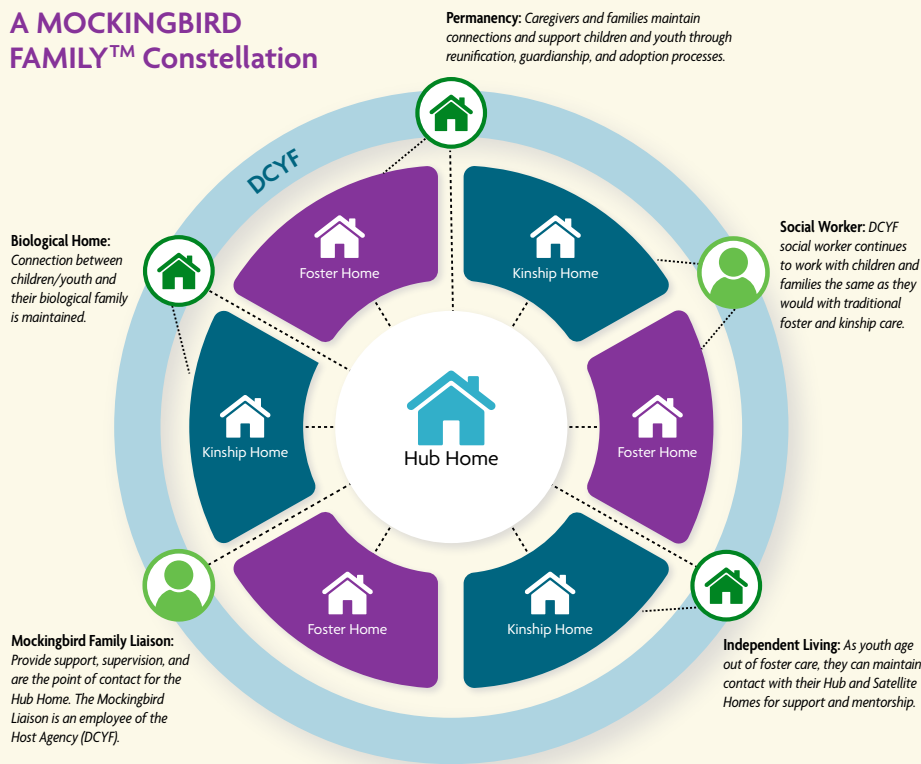 A MOCKINGBIRD
FAMILY™ Constellation
Permanency: Caregivers and families maintain
connections and support children and youth through
reunification, guardianship, and adoption processes.
DCYF
Biological Home:
Connection between
children/youth and
their biological family
is maintained.
Foster Home
Kinship Home
Social Worker: DCYF
social worker continues
to work with children and
families the same as they
would with traditional
foster and kinship care.
Kinship Home
Hub Home
Foster Home
Foster Home
Kinship Home
Mockingbird Family Liaison:
Provide support, supervision, and
are the point of contact for the
Hub Home. The Mockingbird
Liaison is an employee of the
Host Agency (DCYF).
Independent Living: As youth age
out of foster care, they can maintain
contact with their Hub and Satellite
Homes for support and mentorship.